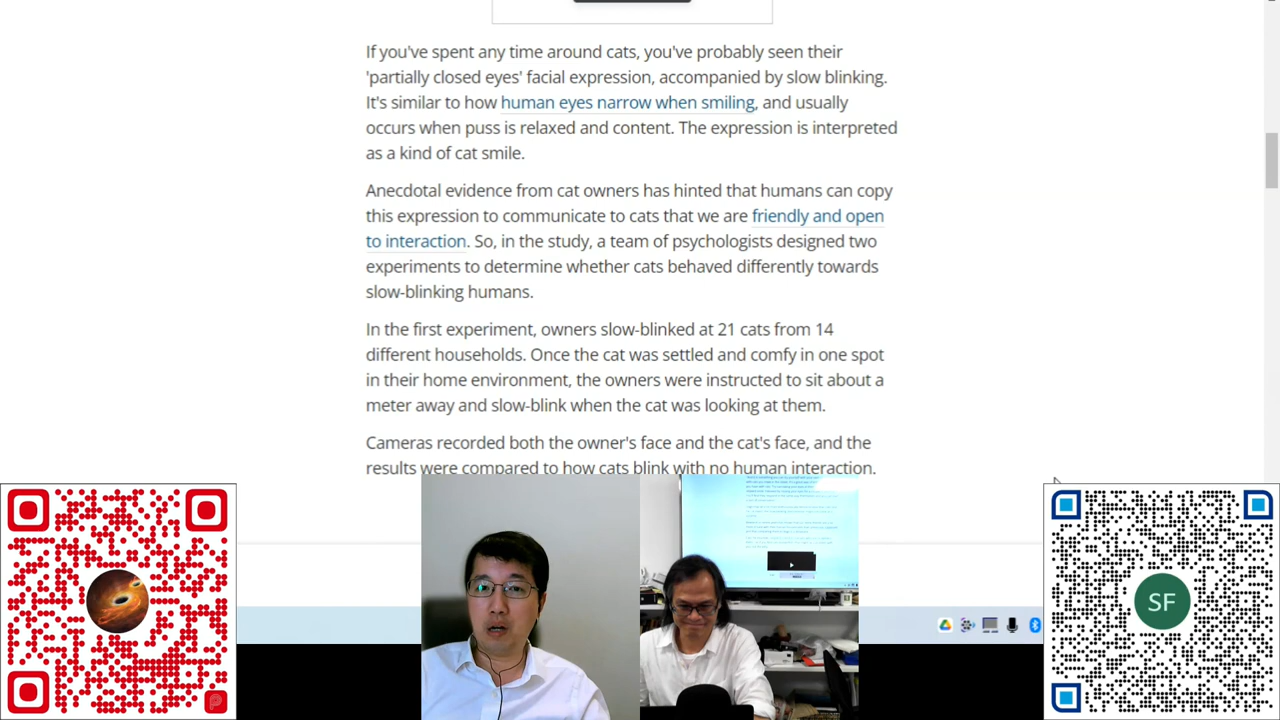 If you've spent any time around cats, you've probably seen their
'partially closed eyes' facial expression, accompanied by slow blinking.
It's similar to how human eyes narrow when smiling, and usually
occurs when puss is relaxed and content. The expression is interpreted
as a kind of cat smile.
Anecdotal evidence from cat owners has hinted that humans can copy
this expression to communicate to cats that we are friendly and open
to interaction. So, in the study, a team of psychologists designed two
experiments to determine whether cats behaved differently towards
slow-blinking humans.
In the first experiment, owners slow-blinked at 21 cats from 14
different households. Once the cat was settled and comfy in one spot
in their home environment, the owners were instructed to sit about a
meter away and slow-blink when the cat was looking at them.
Cameras recorded both the owner's face and the cat's face, and the
results were compared to how cats blink with no human interaction.
SF